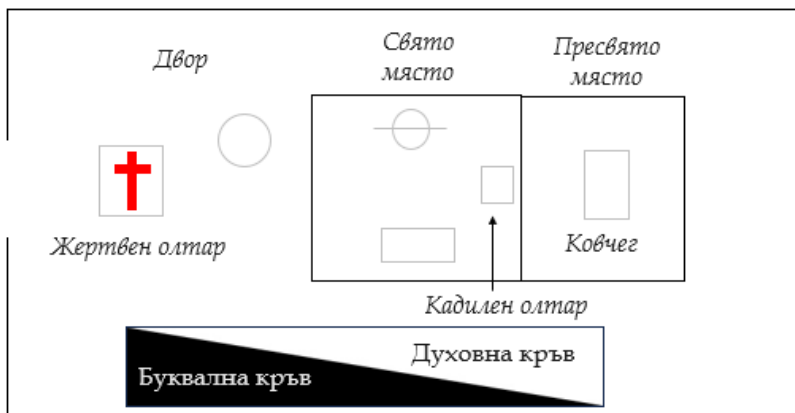 Двор
Свято
място
Пресвято
място
Жертвен олтар
Ковчег
Кадилен олтар
Духовна кръв
Буквална кръв